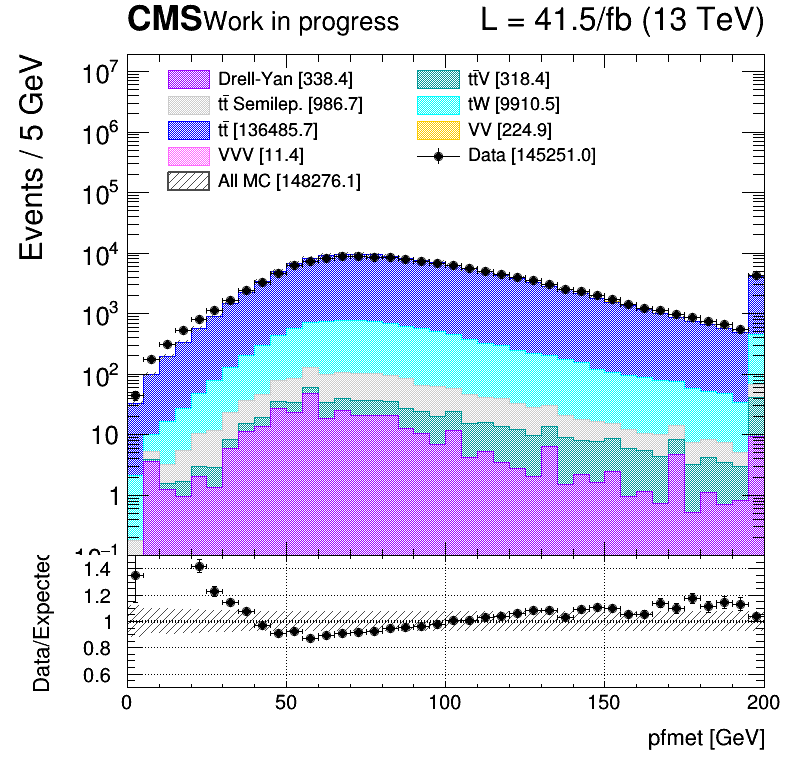 CMS Work in progress L = 41.5/fb (13 TeV)
Events / 5 GeV
10⁷
10⁶
10⁵
10⁴
10³
10²
10
1
10⁻¹
Drell-Yan [338.4]
tt̄V [318.4]
tt̄ Semilep. [986.7]
tW [9910.5]
tt̄ [136485.7]
VV [224.9]
VVV [11.4]
Data [145251.0]
All MC [148276.1]
Data/Expected
1.4
1.2
1
0.8
0.6
0 50 100 150 200
pfmet [GeV]